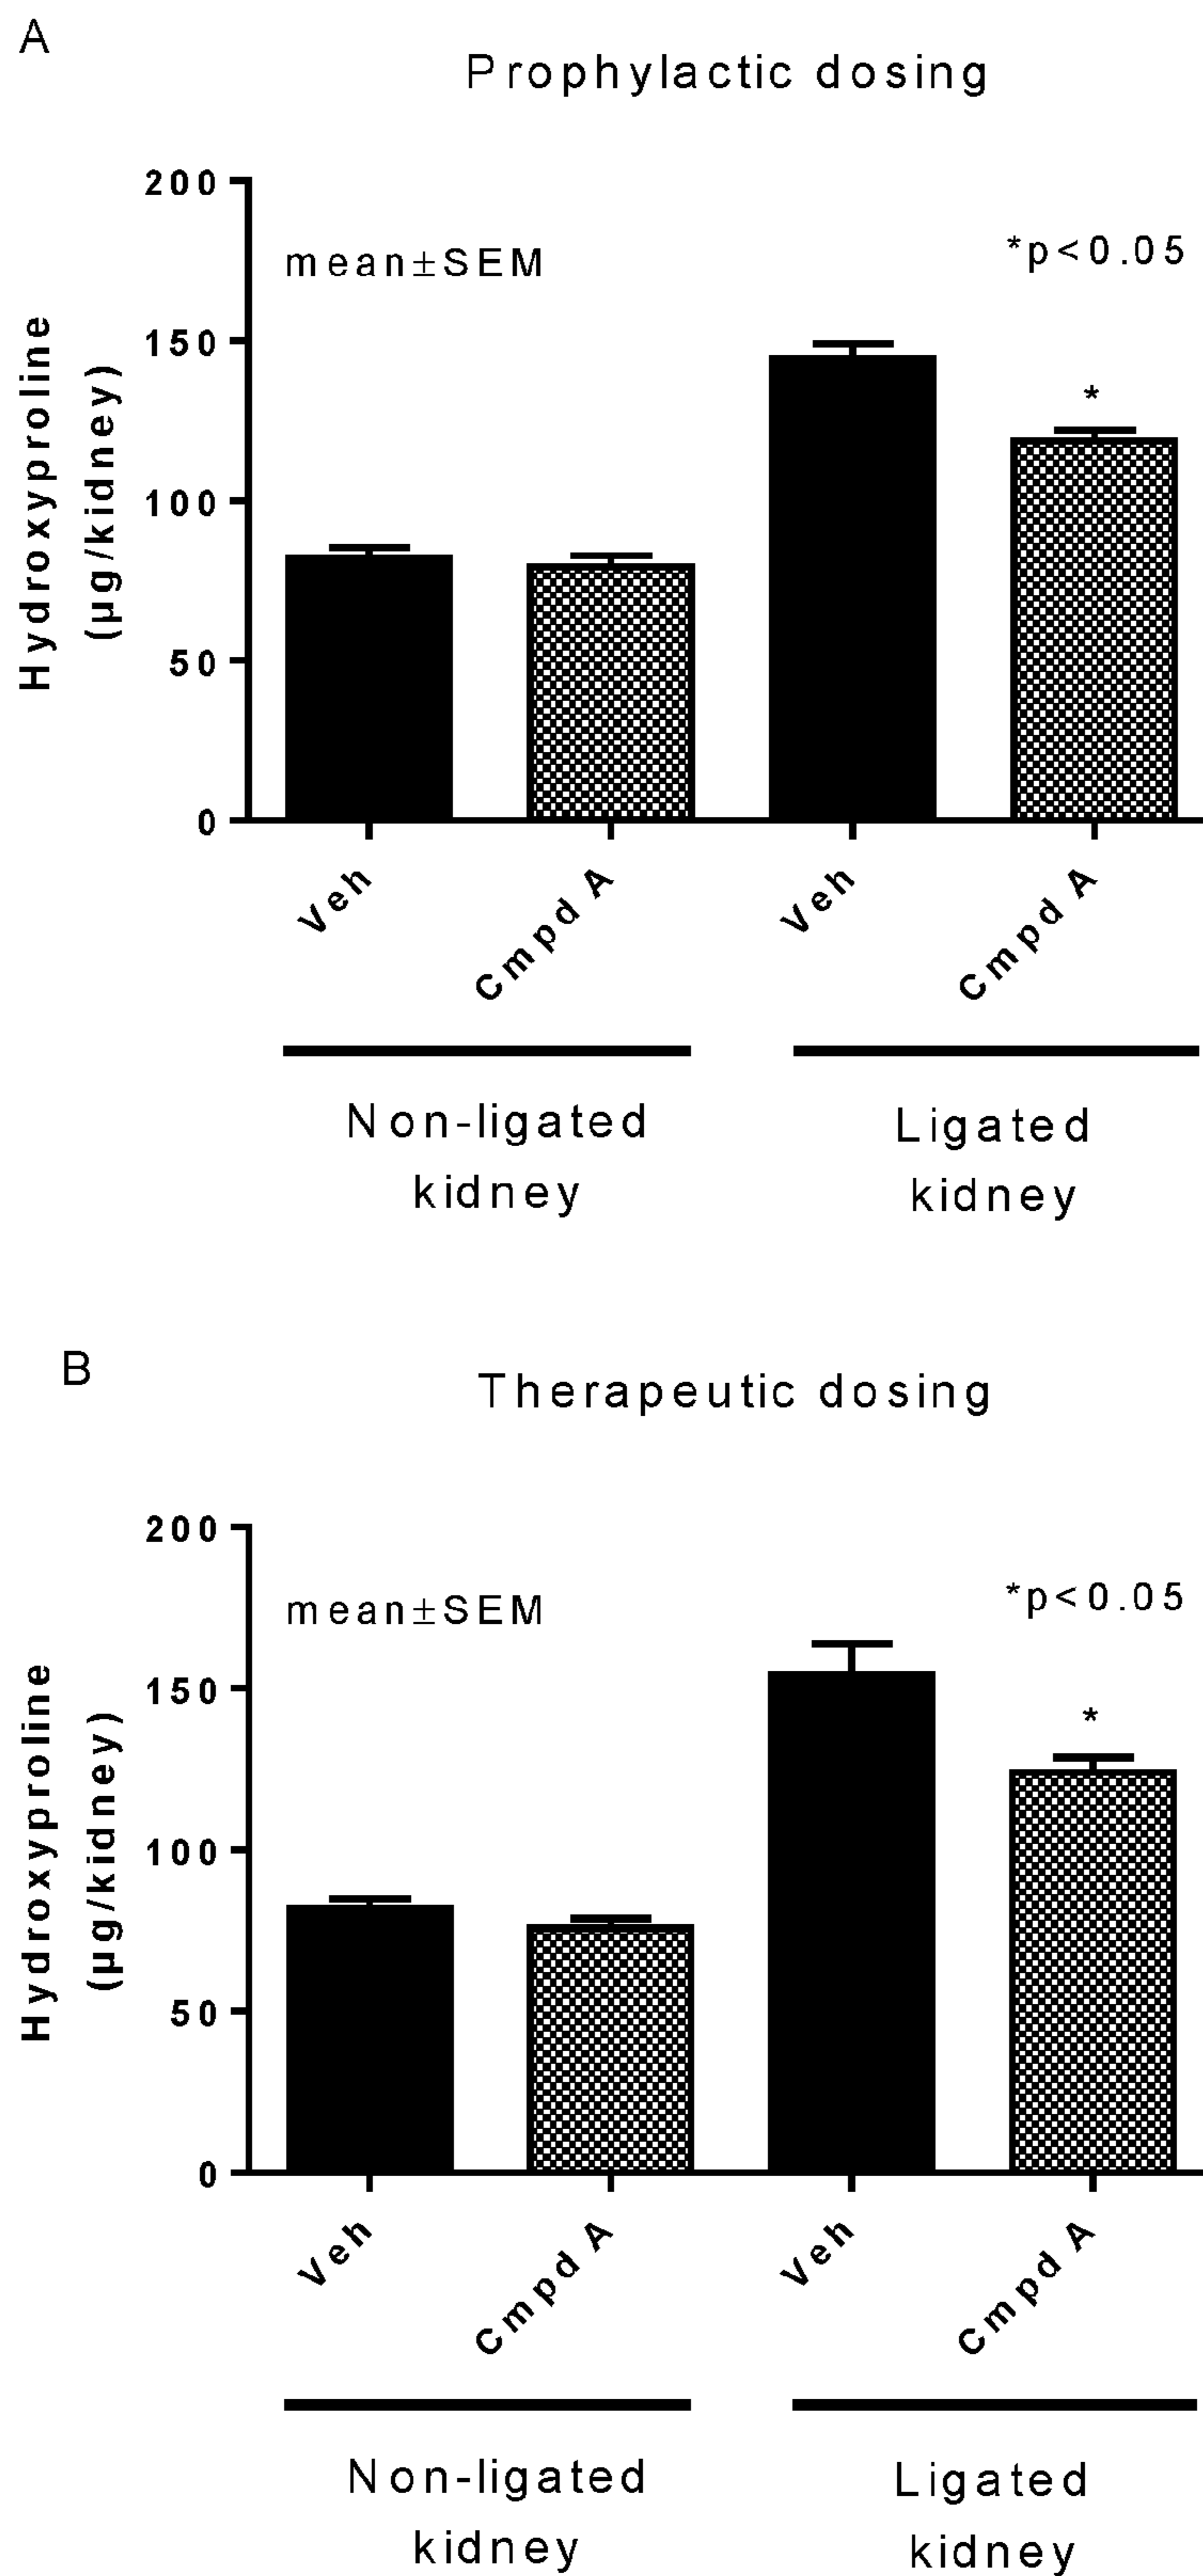 A
Prophylactic dosing
200
mean±SEM
*p<0.05
150
*
100
50
0
Hydroxyproline
(µg/kidney)
Veh
Cmpd A
Veh
Cmpd A
Non-ligated
kidney
Ligated
kidney
B
Therapeutic dosing
200
mean±SEM
*p<0.05
150
*
100
50
0
Hydroxyproline
(µg/kidney)
Veh
Cmpd A
Veh
Cmpd A
Non-ligated
kidney
Ligated
kidney